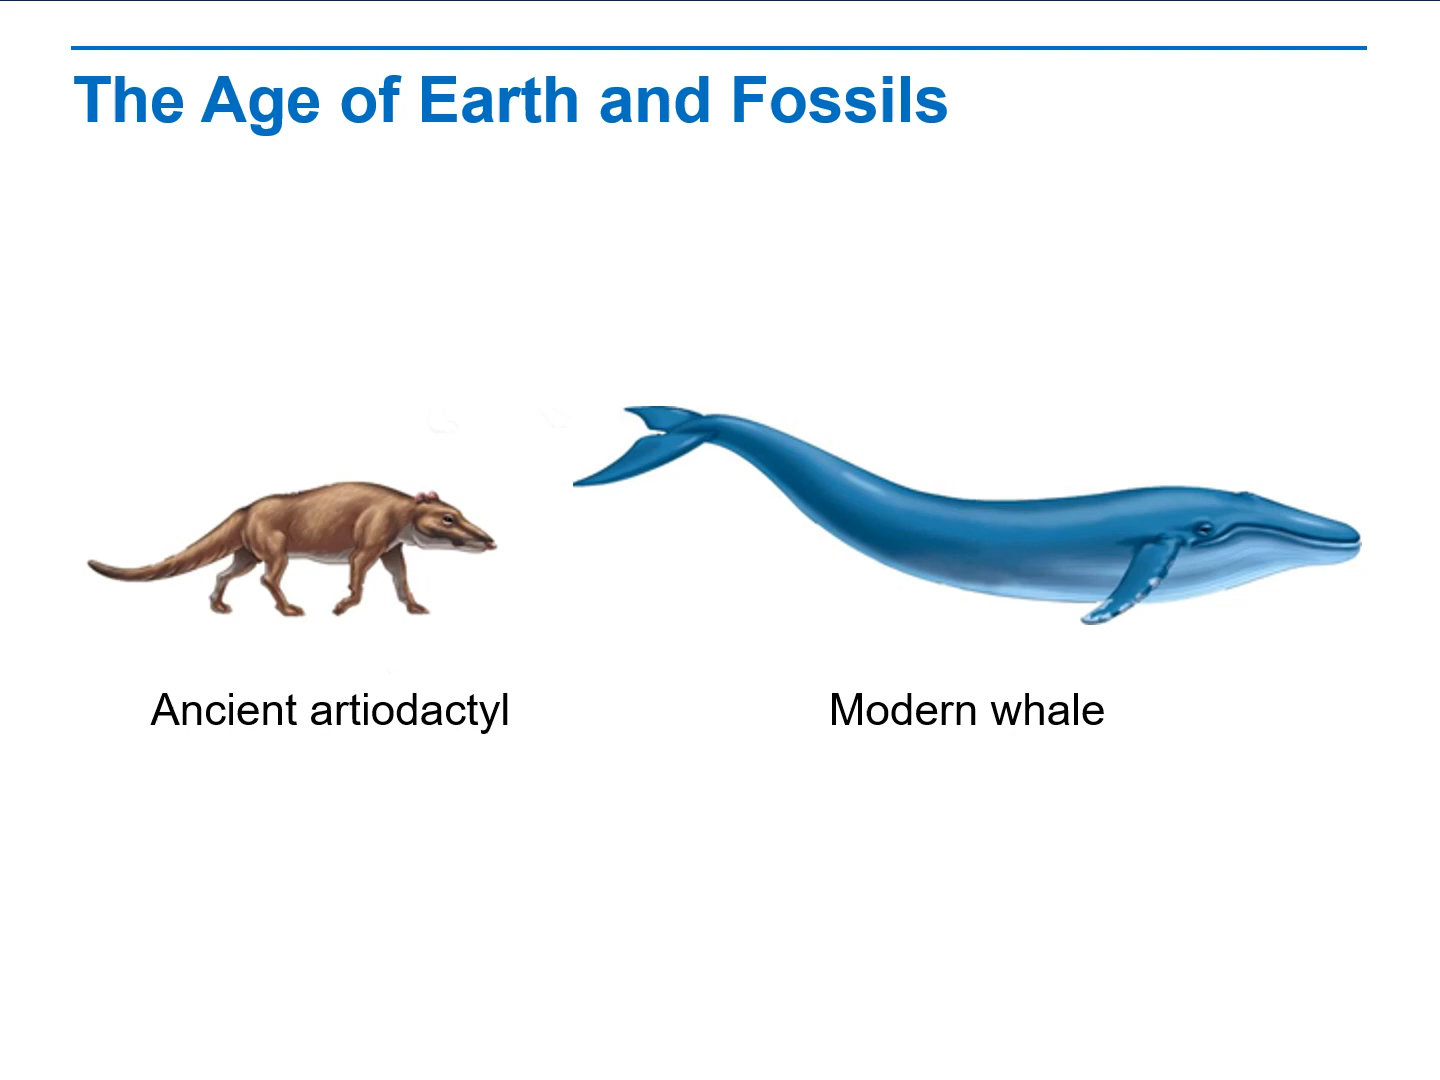 The Age of Earth and Fossils
Ancient artiodactyl
Modern whale